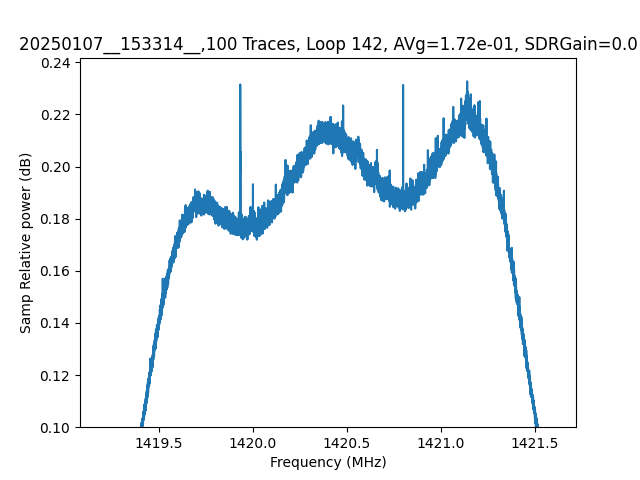 20250107__153314__,100 Traces, Loop 142, AVg=1.72e-01, SDRGain=0.0
0.24
0.22
0.20
0.18
0.16
0.14
0.12
0.10
Samp Relative power (dB)
1419.5 1420.0 1420.5 1421.0 1421.5
Frequency (MHz)